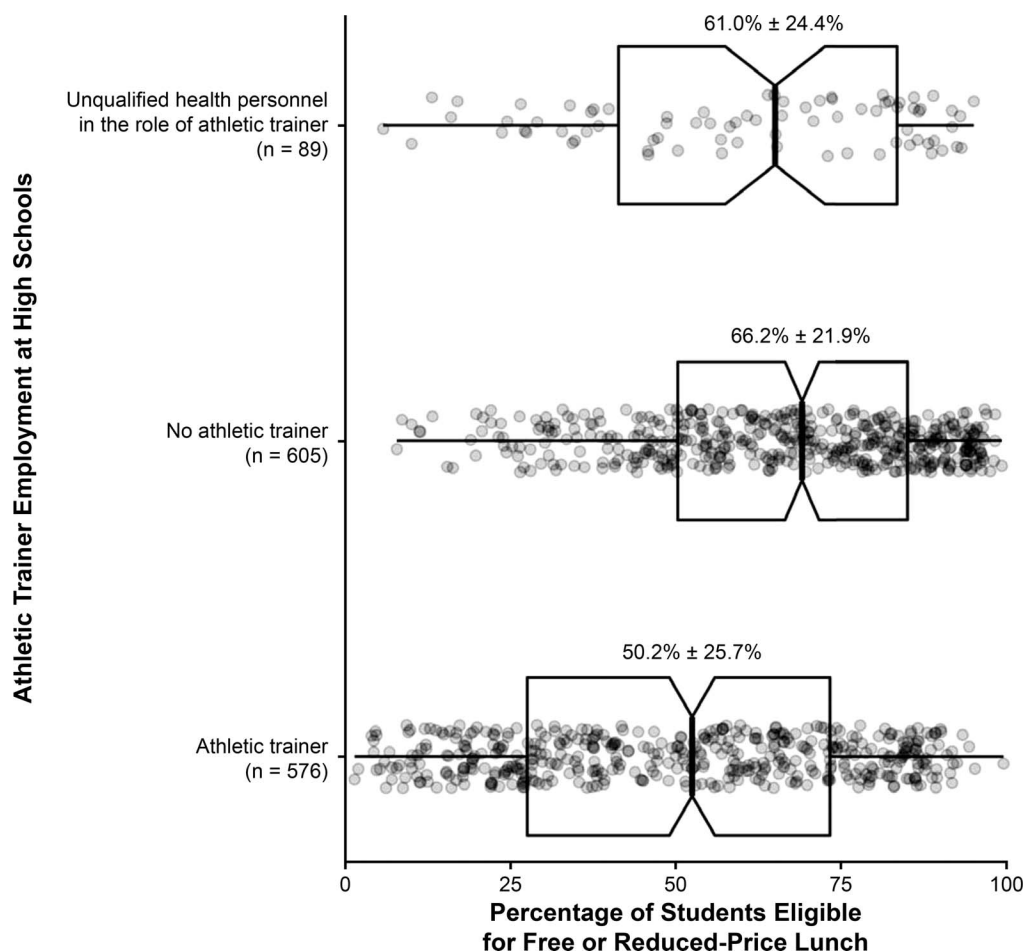 61.0% ± 24.4%
Unqualified health personnel
in the role of athletic trainer
(n = 89)
66.2% ± 21.9%
No athletic trainer
(n = 605)
50.2% ± 25.7%
Athletic trainer
(n = 576)
Athletic Trainer Employment at High Schools
0 25 50 75 100
Percentage of Students Eligible
for Free or Reduced-Price Lunch